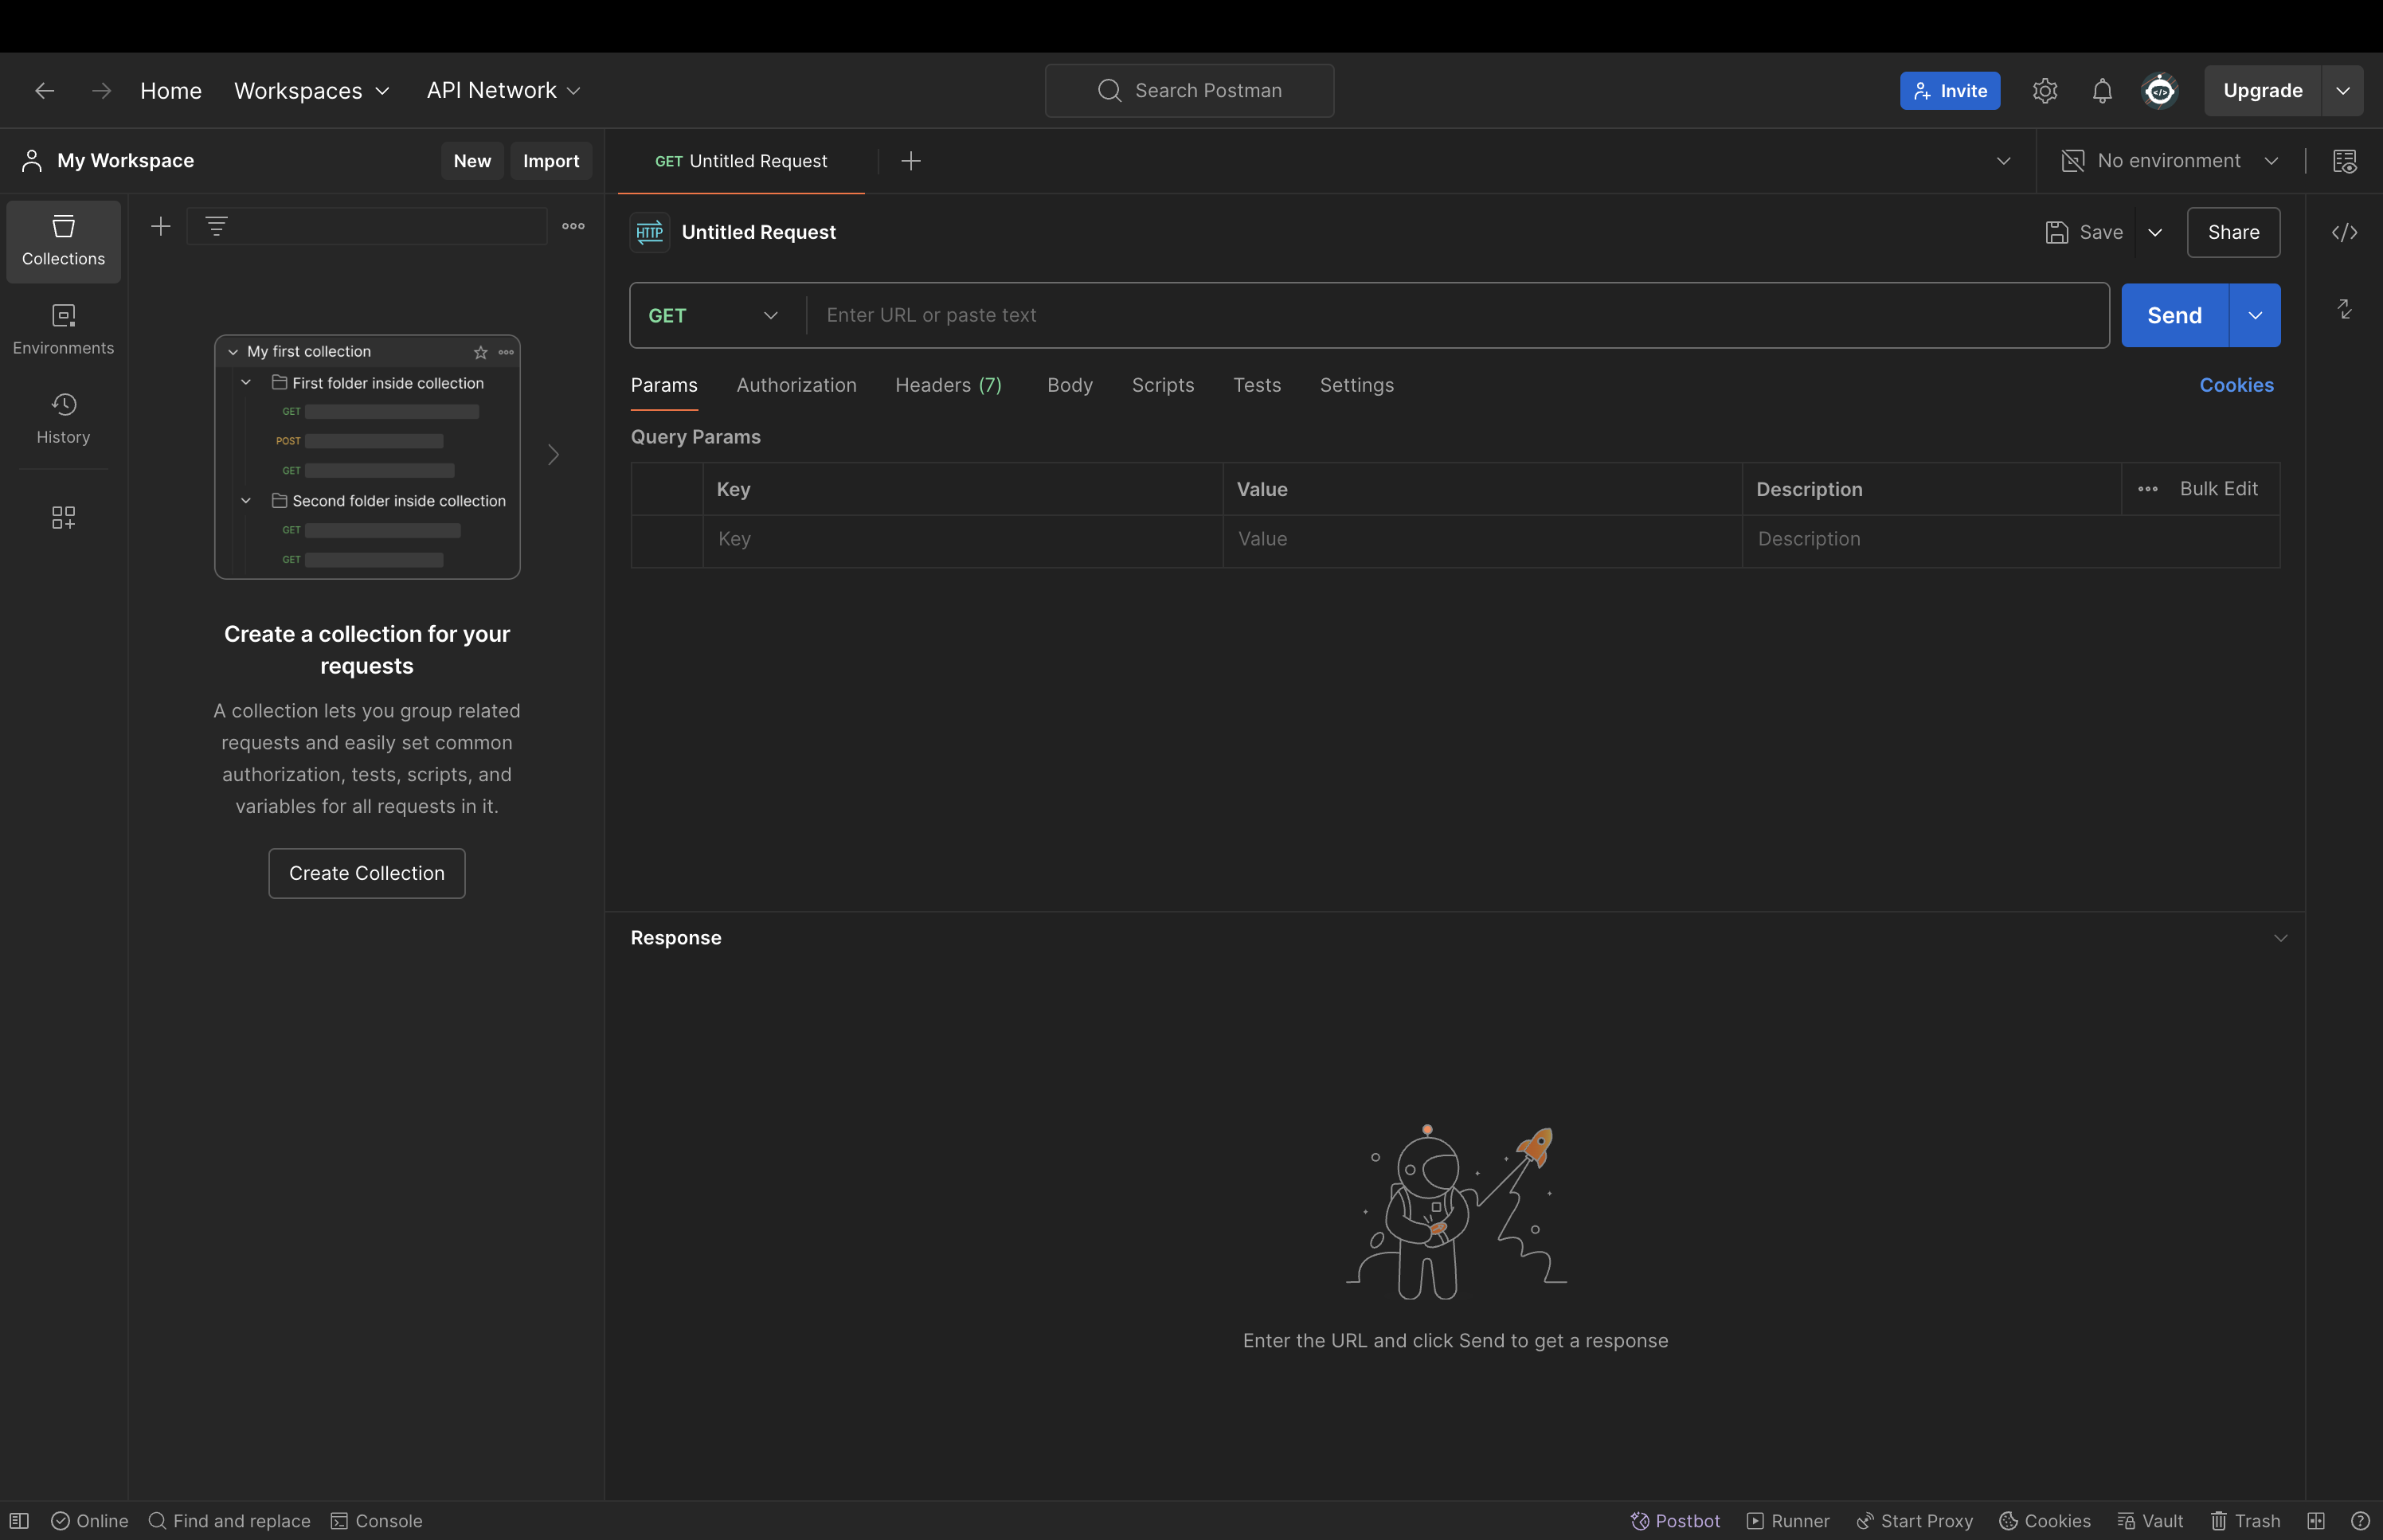 Home Workspaces API Network Search Postman Invite Upgrade
My Workspace New Import GET Untitled Request No environment
Collections
Environments
History
My first collection
First folder inside collection
GET
POST
GET
Second folder inside collection
GET
GET
Create a collection for your
requests
A collection lets you group related
requests and easily set common
authorization, tests, scripts, and
variables for all requests in it.
Create Collection
HTTP Untitled Request Save Share
GET Enter URL or paste text Send
Params Authorization Headers (7) Body Scripts Tests Settings Cookies
Query Params
Key Value Description Bulk Edit
Key Value Description
Response
Enter the URL and click Send to get a response
Online Find and replace Console Postbot Runner Start Proxy Cookies Vault Trash